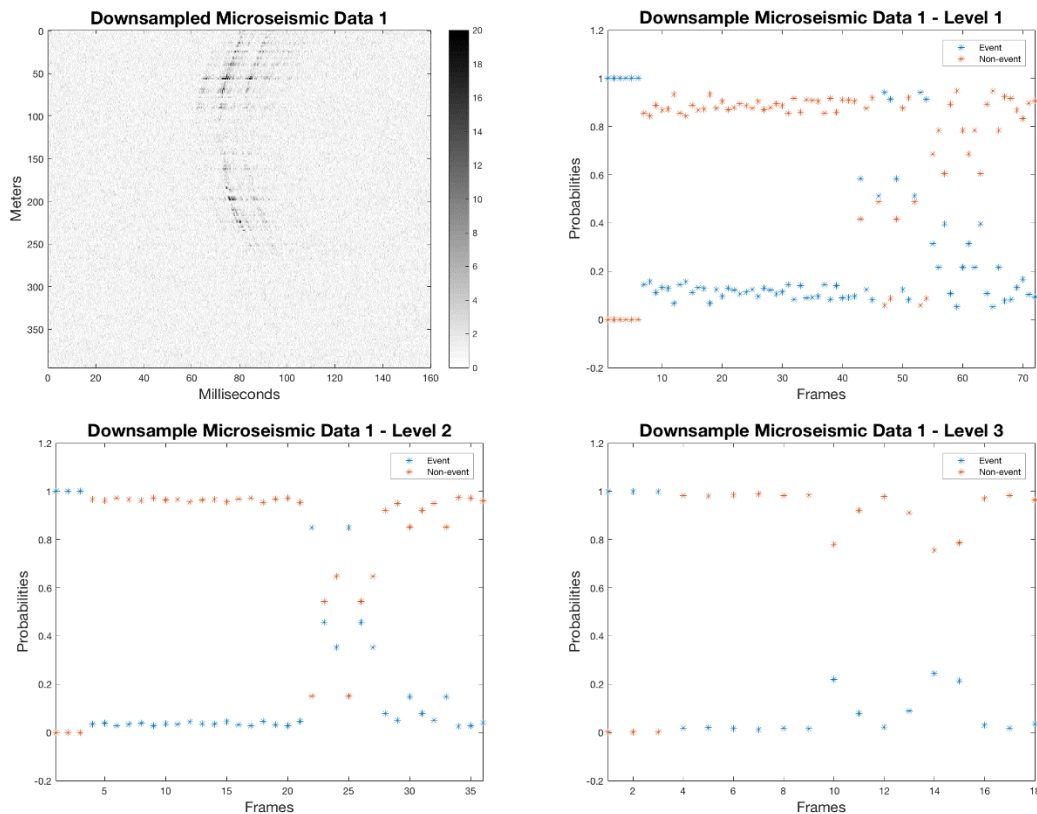 Downsampled Microseismic Data 1
0
50
100
150
200
250
300
350
Meters
0 20 40 60 80 100 120 140 160
Milliseconds
20
18
16
14
12
10
8
6
4
2
0
Downsample Microseismic Data 1 - Level 1
1.2
1
0.8
0.6
0.4
0.2
0
-0.2
Probabilities
10 20 30 40 50 60 70
Frames
Event
Non-event
Downsample Microseismic Data 1 - Level 2
1.2
1
0.8
0.6
0.4
0.2
0
-0.2
Probabilities
5 10 15 20 25 30 35
Frames
Event
Non-event
Downsample Microseismic Data 1 - Level 3
1.2
1
0.8
0.6
0.4
0.2
0
-0.2
Probabilities
2 4 6 8 10 12 14 16 18
Frames
Event
Non-event